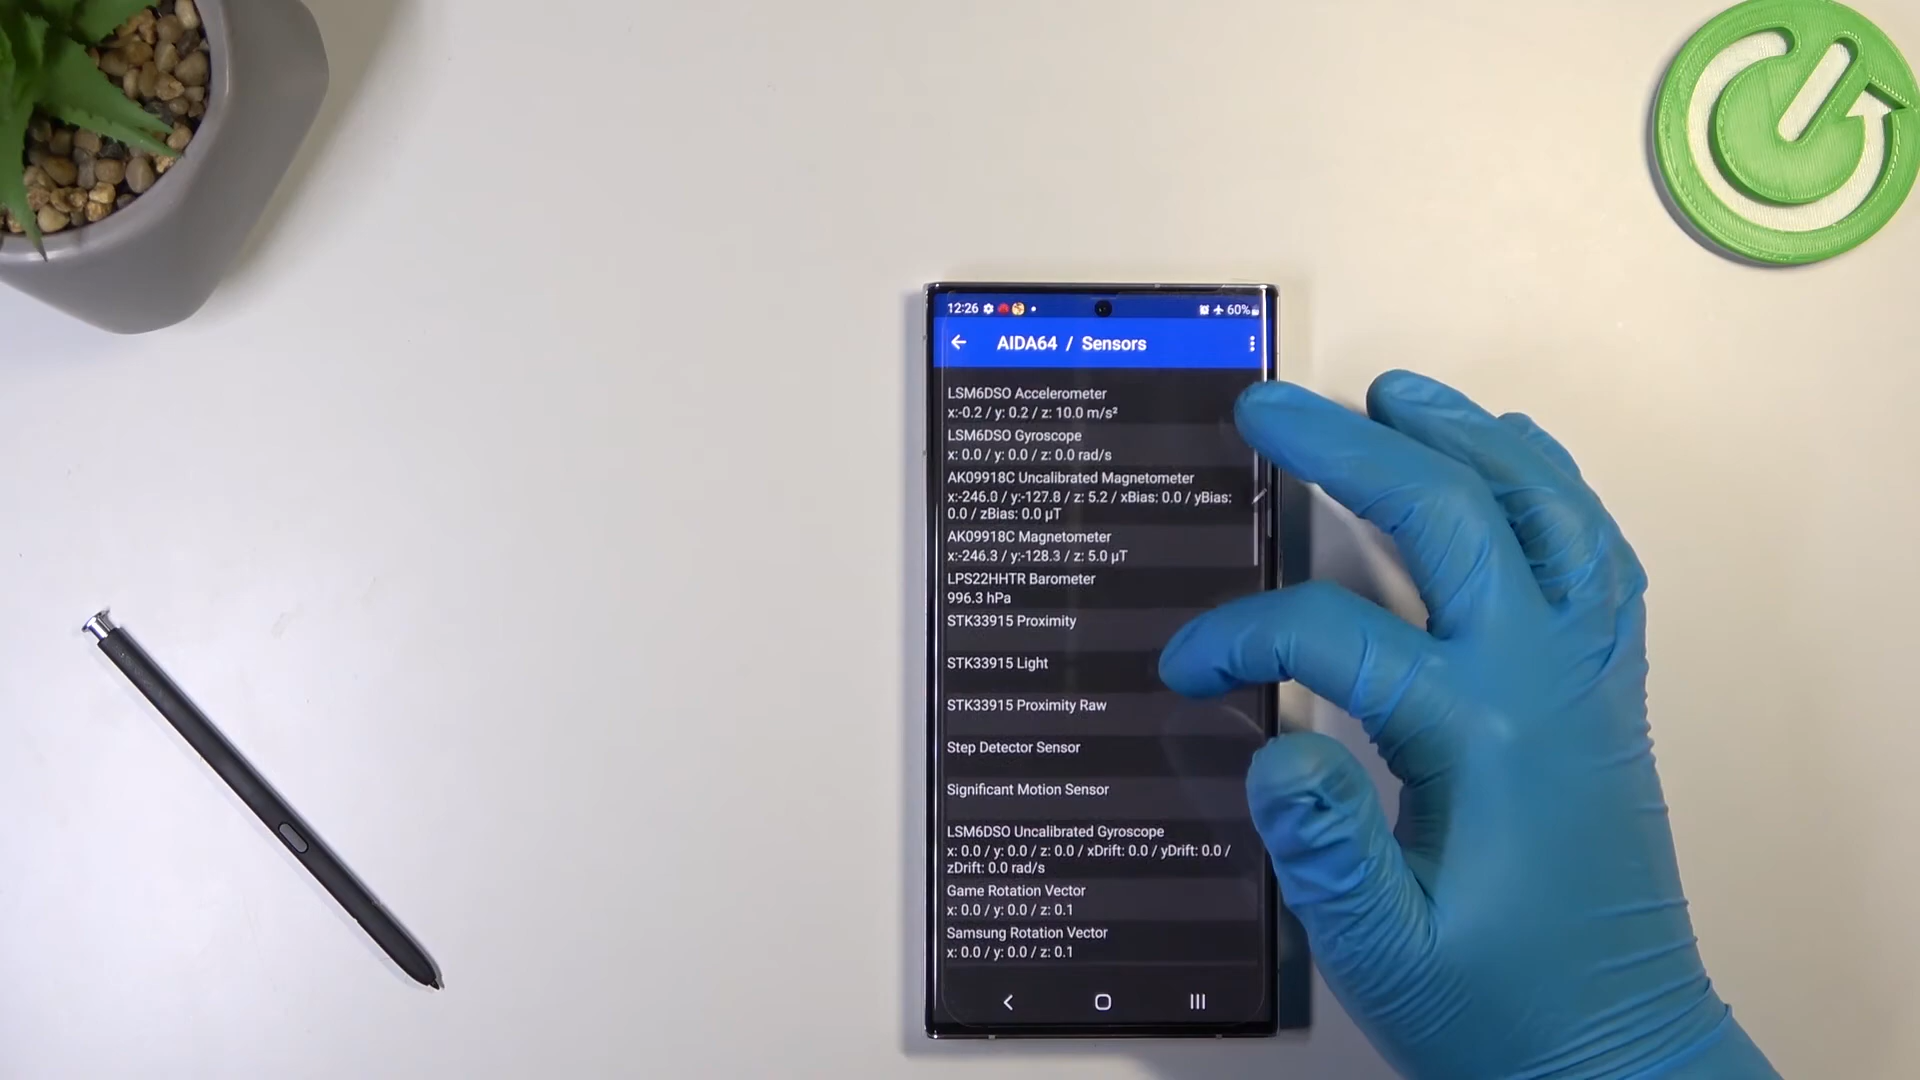 12:26
60%
AIDA64 / Sensors
LSM6DSO Accelerometer
x:-0.2 / y: 0.2 / z: 10.0 m/s²
LSM6DSO Gyroscope
x: 0.0 / y: 0.0 / z: 0.0 rad/s
AK09918C Uncalibrated Magnetometer
x:-246.0 / y:-127.8 / z: 5.2 / xBias: 0.0 / yBias:
0.0 / zBias: 0.0 μT
AK09918C Magnetometer
x:-246.3 / y:-128.3 / z: 5.0 μT
LPS22HHTR Barometer
996.3 hPa
STK33915 Proximity
STK33915 Light
STK33915 Proximity Raw
Step Detector Sensor
Significant Motion Sensor
LSM6DSO Uncalibrated Gyroscope
x: 0.0 / y: 0.0 / z: 0.0 / xDrift: 0.0 / yDrift: 0.0 /
zDrift: 0.0 rad/s
Game Rotation Vector
x: 0.0 / y: 0.0 / z: 0.1
Samsung Rotation Vector
x: 0.0 / y: 0.0 / z: 0.1